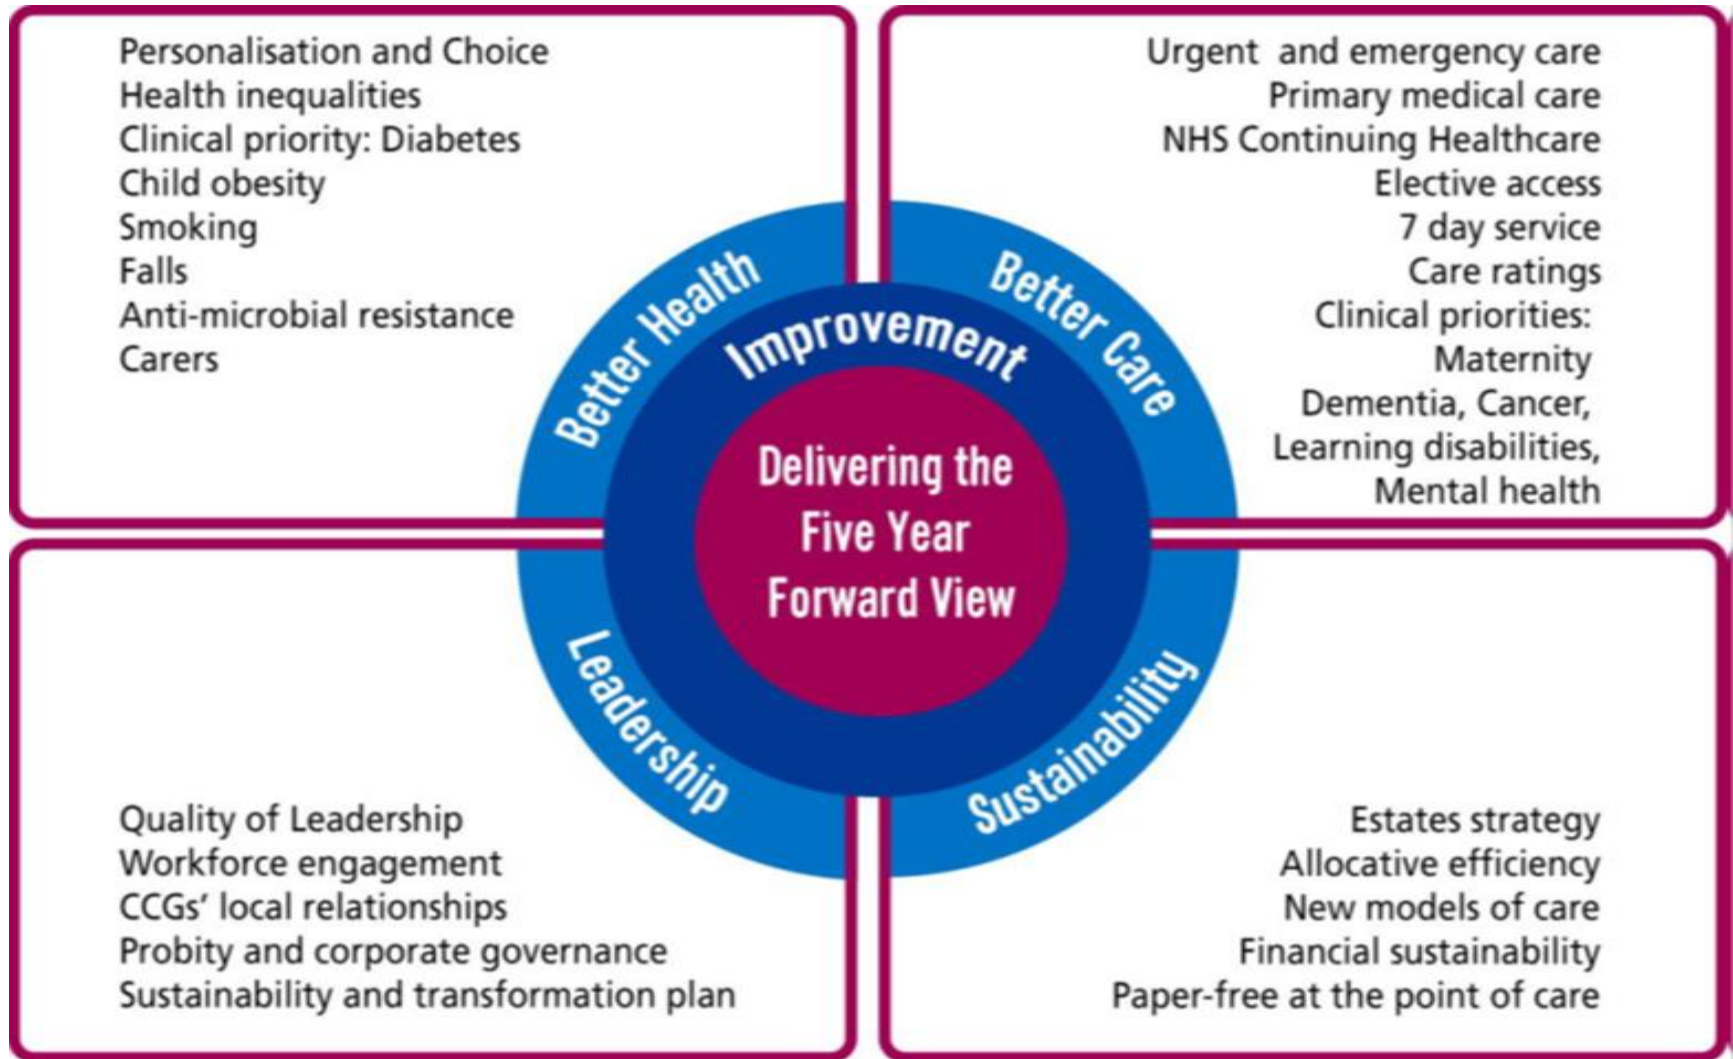 Personalisation and Choice
Health inequalities
Clinical priority: Diabetes
Child obesity
Smoking
Falls
Anti-microbial resistance
Carers
Urgent and emergency care
Primary medical care
NHS Continuing Healthcare
Elective access
7 day service
Care ratings
Clinical priorities:
Maternity
Dementia, Cancer,
Learning disabilities,
Mental health
Better Health
Better Care
Improvement
Delivering the
Five Year
Forward View
Leadership
Sustainability
Quality of Leadership
Workforce engagement
CCGs’ local relationships
Probity and corporate governance
Sustainability and transformation plan
Estates strategy
Allocative efficiency
New models of care
Financial sustainability
Paper-free at the point of care